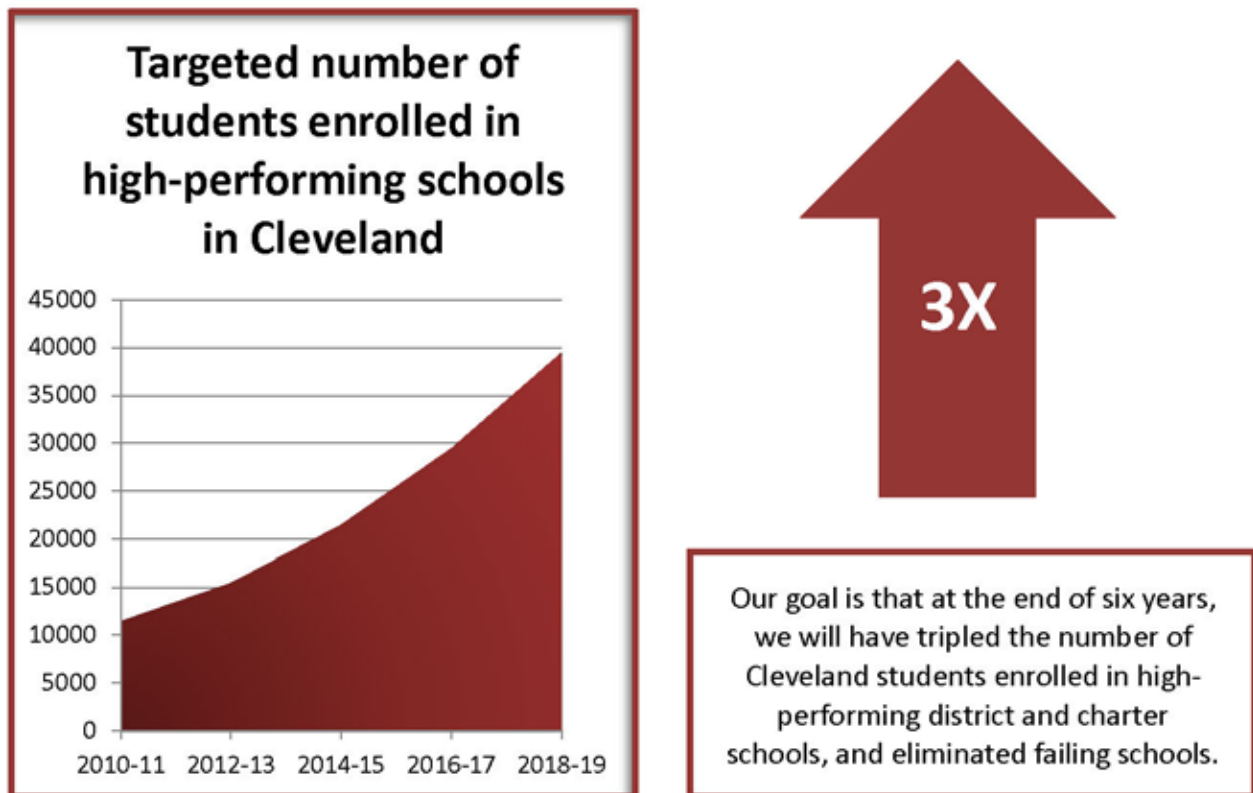 Targeted number of
students enrolled in
high-performing schools
in Cleveland
45000
40000
35000
30000
25000
20000
15000
10000
5000
0
2010-11 2012-13 2014-15 2016-17 2018-19
3X
Our goal is that at the end of six years,
we will have tripled the number of
Cleveland students enrolled in high-
performing district and charter
schools, and eliminated failing schools.